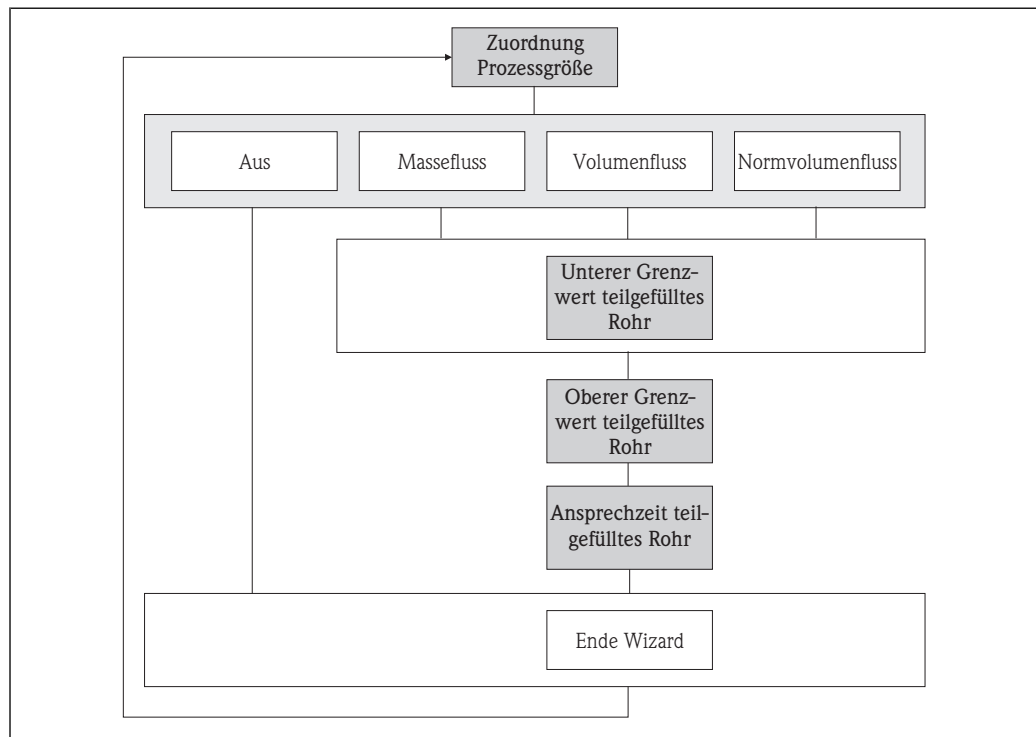 Zuordnung
Prozessgröße
Aus
Massefluss
Volumenfluss
Normvolumenfluss
Unterer Grenz-
wert teilgefülltes
Rohr
Oberer Grenz-
wert teilgefülltes
Rohr
Ansprechzeit teil-
gefülltes Rohr
Ende Wizard